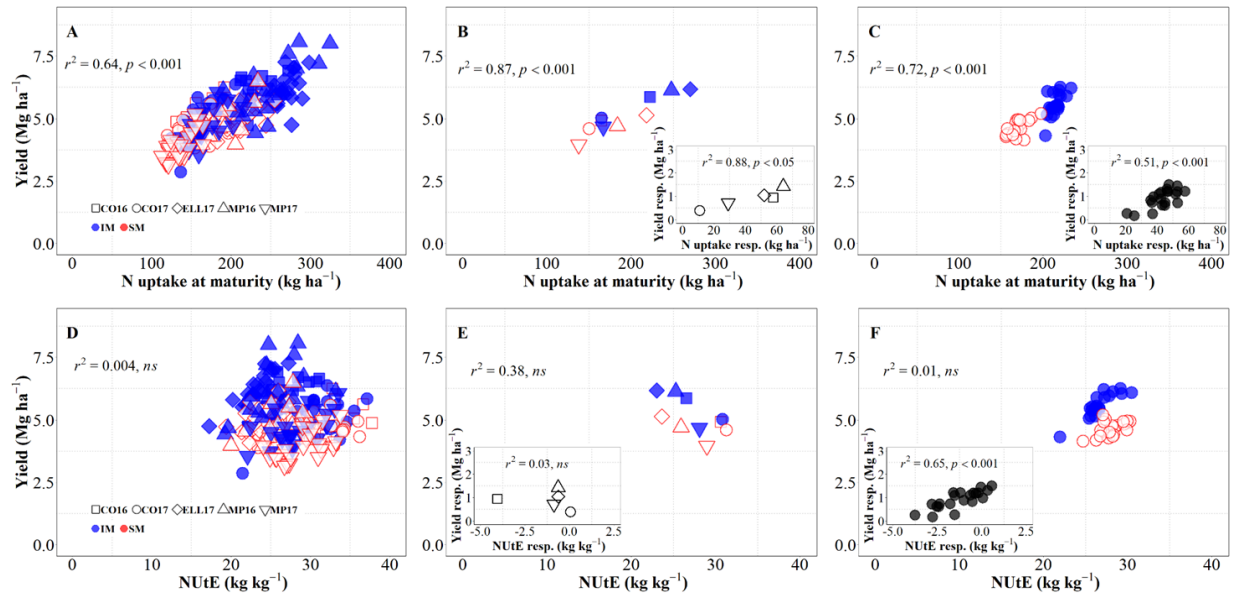 A
r² = 0.64, p < 0.001
7.5
5.0
2.5
0.0
Yield (Mg ha⁻¹)
CO16 CO17 ELL17 MP16 MP17
IM SM
0 100 200 300 400
N uptake at maturity (kg ha⁻¹)
B
r² = 0.87, p < 0.001
7.5
5.0
2.5
0.0
r² = 0.88, p < 0.05
Yield resp. (Mg ha⁻¹)
3
2
1
0
0 20 40 60 80
N uptake resp. (kg ha⁻¹)
0 100 200 300 400
N uptake at maturity (kg ha⁻¹)
C
r² = 0.72, p < 0.001
7.5
5.0
2.5
0.0
r² = 0.51, p < 0.001
Yield resp. (Mg ha⁻¹)
3
2
1
0
0 20 40 60 80
N uptake resp. (kg ha⁻¹)
0 100 200 300 400
N uptake at maturity (kg ha⁻¹)
D
r² = 0.004, ns
7.5
5.0
2.5
0.0
Yield (Mg ha⁻¹)
CO16 CO17 ELL17 MP16 MP17
IM SM
0 10 20 30 40
NUtE (kg kg⁻¹)
E
r² = 0.38, ns
7.5
5.0
2.5
0.0
r² = 0.03, ns
Yield resp. (Mg ha⁻¹)
3
2
1
0
-5.0 -2.5 0.0 2.5
NUtE resp. (kg kg⁻¹)
0 10 20 30 40
NUtE (kg kg⁻¹)
F
r² = 0.01, ns
7.5
5.0
2.5
0.0
r² = 0.65, p < 0.001
Yield resp. (Mg ha⁻¹)
3
2
1
0
-5.0 -2.5 0.0 2.5
NUtE resp. (kg kg⁻¹)
0 10 20 30 40
NUtE (kg kg⁻¹)